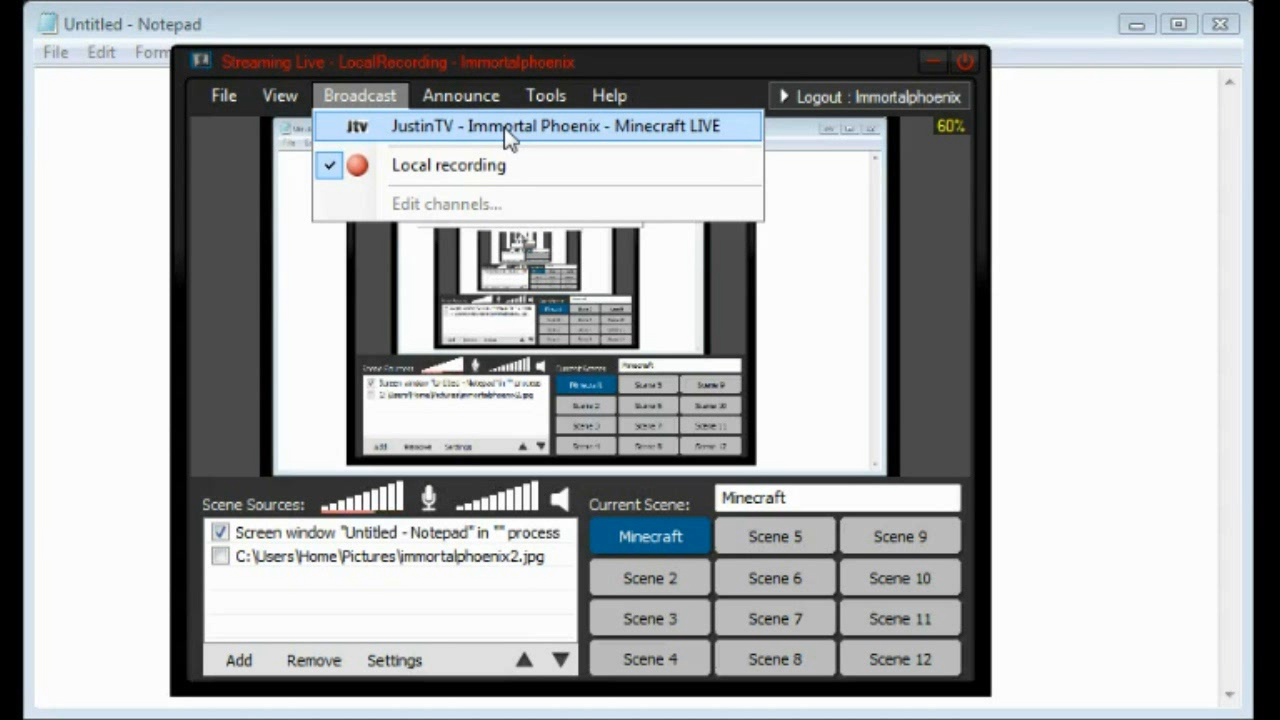 Untitled - Notepad
File Edit Form
Streaming Live - LocalRecording - Immortalphoenix
File View Broadcast Announce Tools Help Logout : Immortalphoenix
jtv JustinTV - Immortal Phoenix - Minecraft LIVE
60%
Local recording
Edit channels...
Scene Sources: Current Scene: Minecraft
Screen window "Untitled - Notepad" in "" process
C:\Users\Home\Pictures\immortalphoenix2.jpg
Minecraft Scene 5 Scene 9
Scene 2 Scene 6 Scene 10
Scene 3 Scene 7 Scene 11
Scene 4 Scene 8 Scene 12
Add Remove Settings